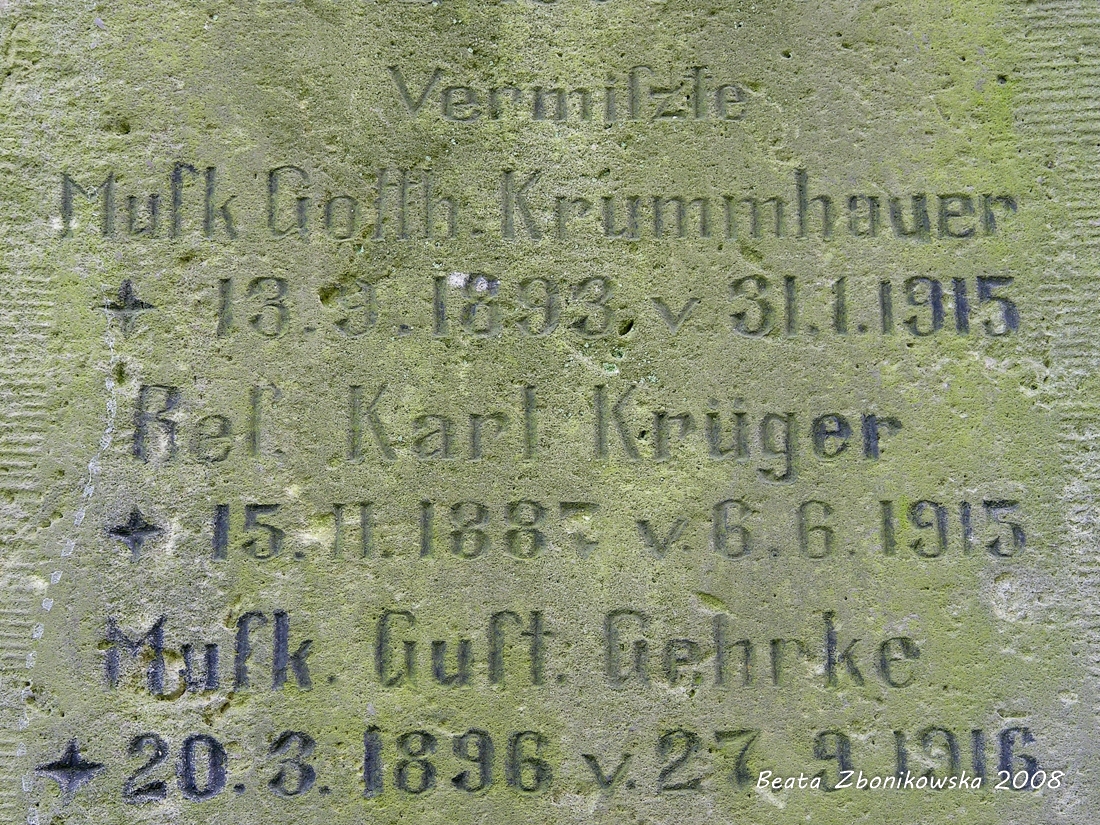 Vermiſzte
Muſk Gotth. Krummhauer
13. 9. 1893. v 31.1.1915
Reſ. Karl Krüger
15. 11. 1887 v. 6. 6. 1915
Muſk. Guſt. Gehrke
20. 3. 1896 v. 27. 9. 1916
Beata Zbonikowska 2008